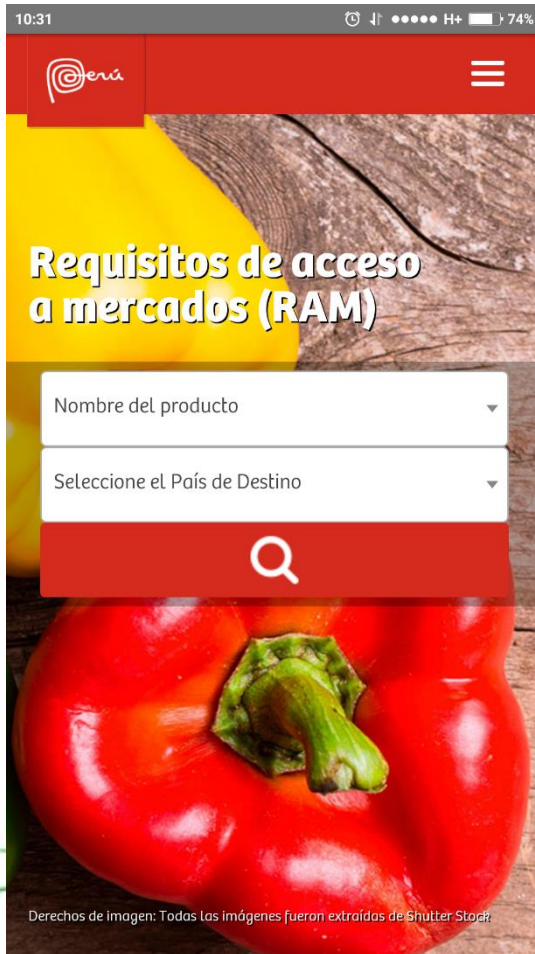 10:31 H+ 74%
Perú
Requisitos de acceso
a mercados (RAM)
Nombre del producto
Seleccione el País de Destino
Derechos de imagen: Todas las imágenes fueron extraídas de Shutter Stock